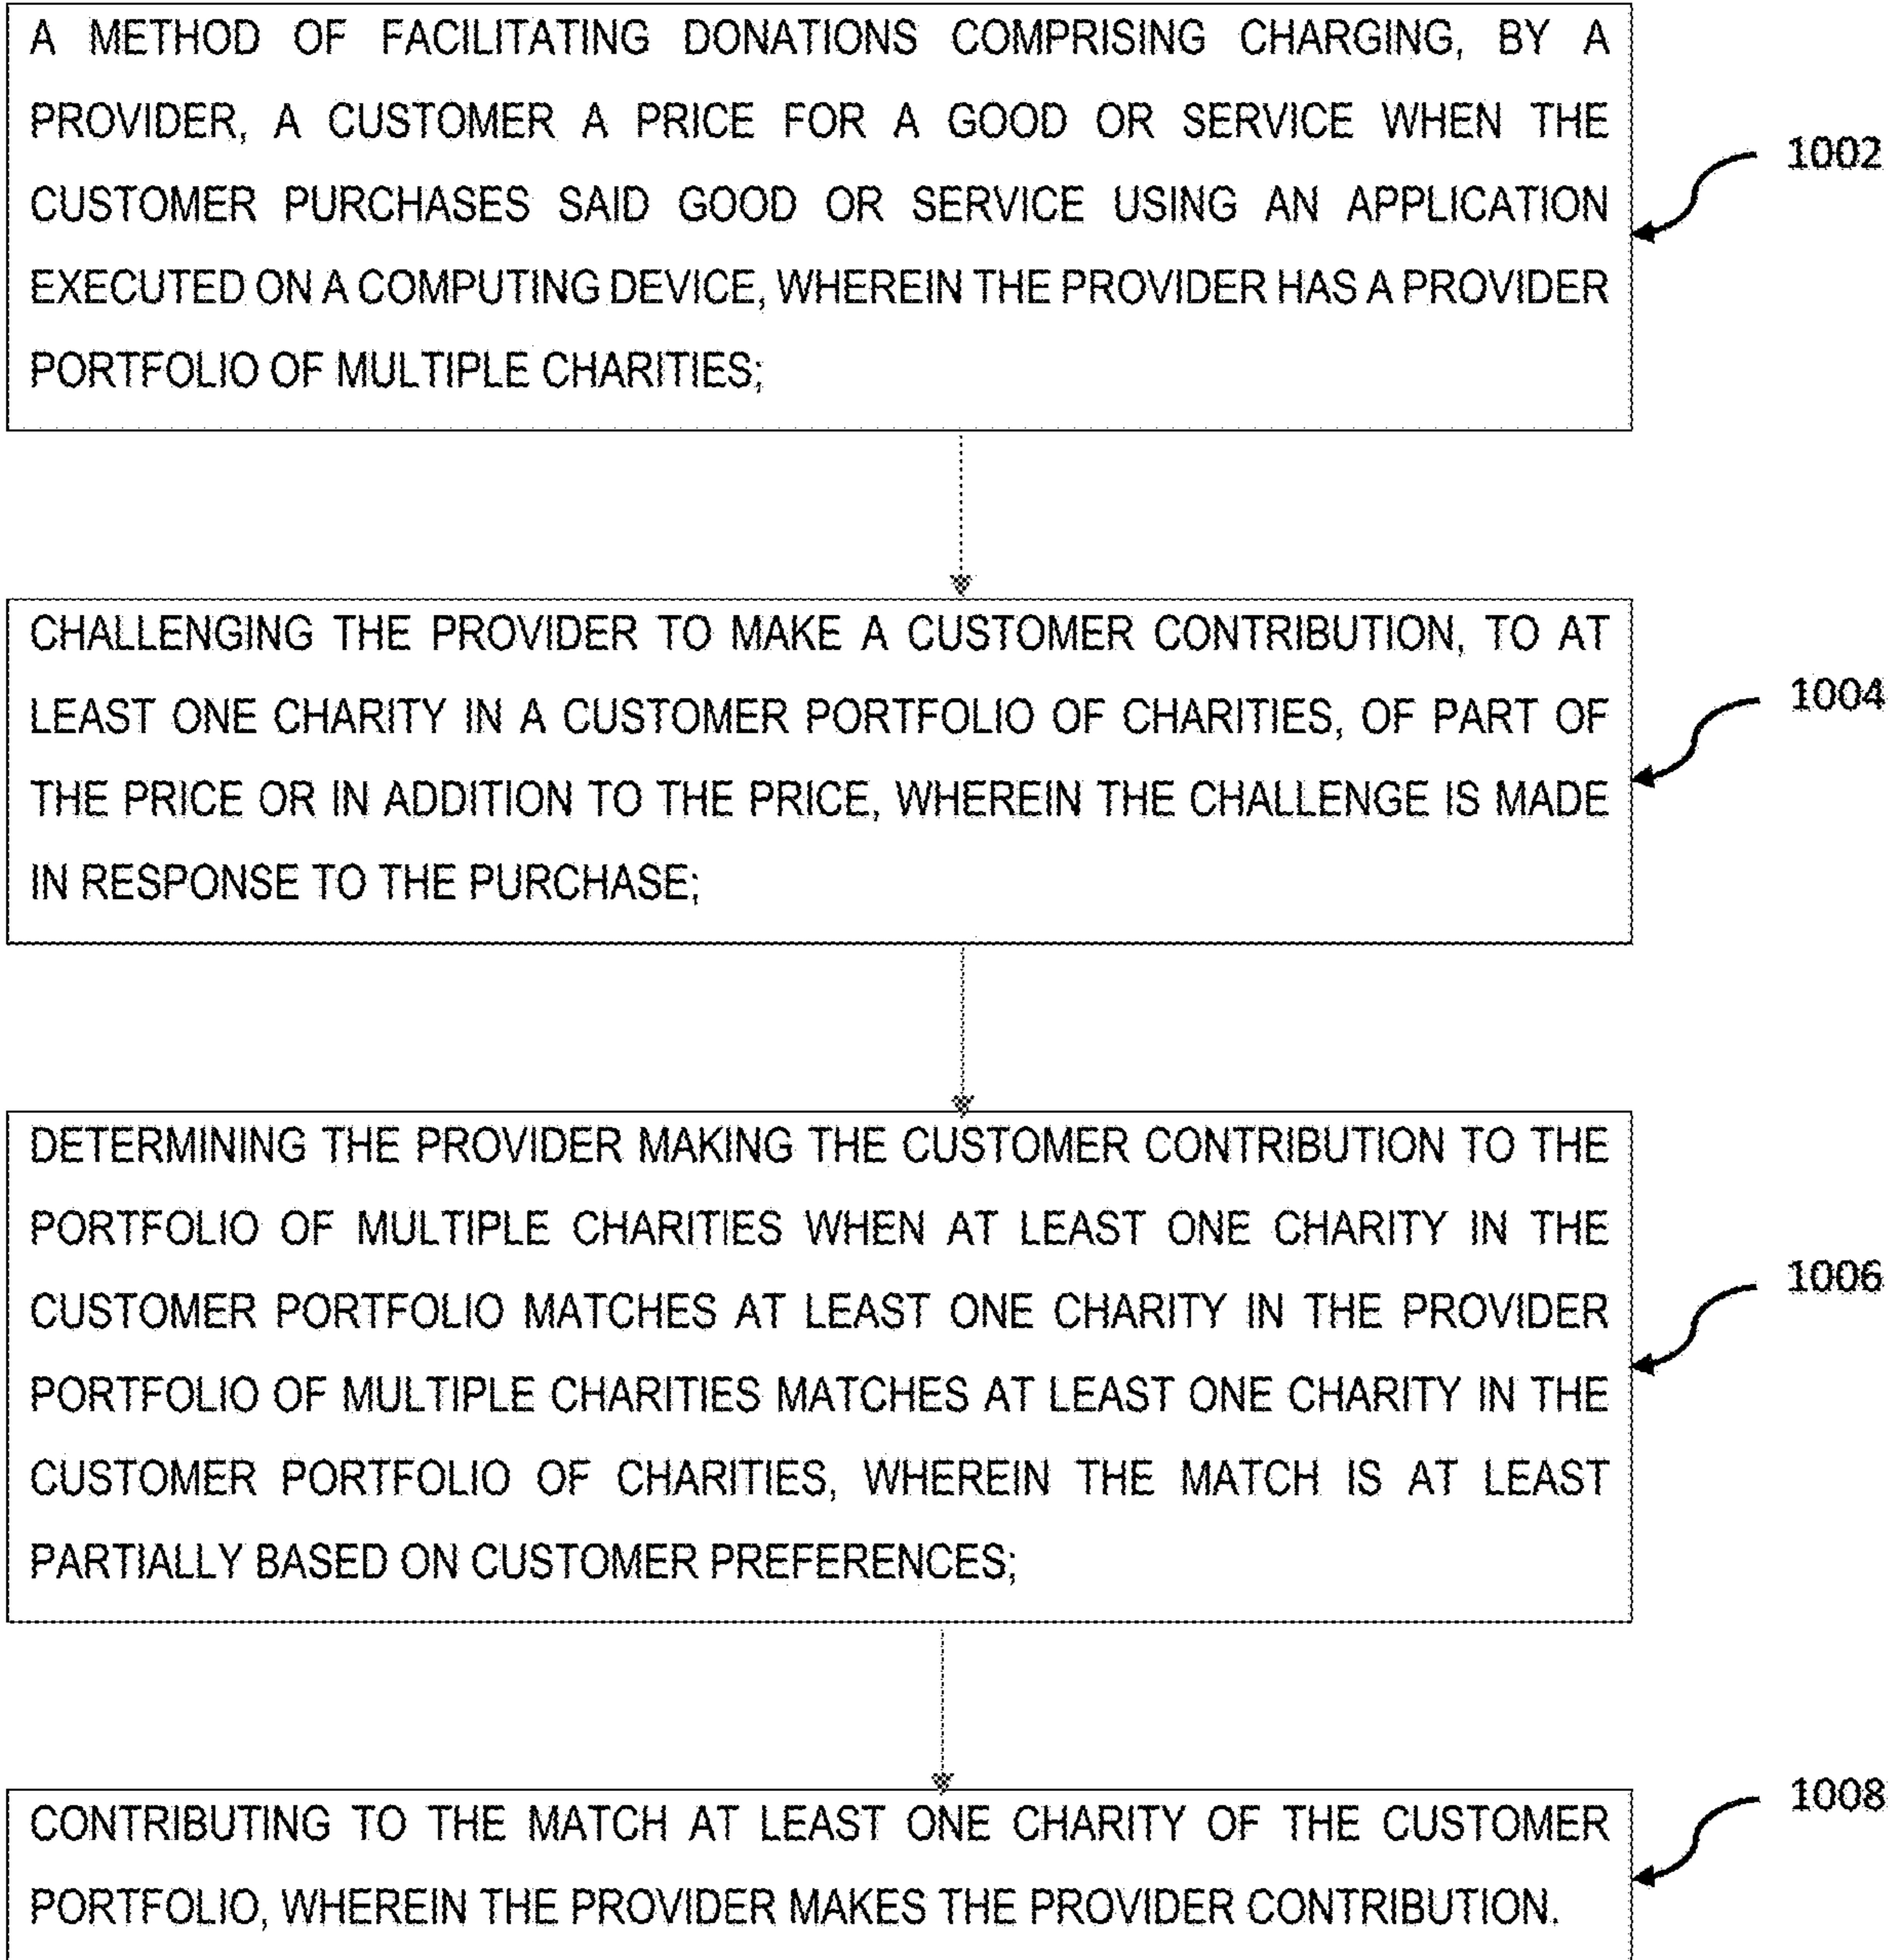 A METHOD OF FACILITATING DONATIONS COMPRISING CHARGING, BY A
PROVIDER, A CUSTOMER A PRICE FOR A GOOD OR SERVICE WHEN THE
CUSTOMER PURCHASES SAID GOOD OR SERVICE USING AN APPLICATION
EXECUTED ON A COMPUTING DEVICE, WHEREIN THE PROVIDER HAS A PROVIDER
PORTFOLIO OF MULTIPLE CHARITIES;
1002
CHALLENGING THE PROVIDER TO MAKE A CUSTOMER CONTRIBUTION, TO AT
LEAST ONE CHARITY IN A CUSTOMER PORTFOLIO OF CHARITIES, OF PART OF
THE PRICE OR IN ADDITION TO THE PRICE, WHEREIN THE CHALLENGE IS MADE
IN RESPONSE TO THE PURCHASE;
1004
DETERMINING THE PROVIDER MAKING THE CUSTOMER CONTRIBUTION TO THE
PORTFOLIO OF MULTIPLE CHARITIES WHEN AT LEAST ONE CHARITY IN THE
CUSTOMER PORTFOLIO MATCHES AT LEAST ONE CHARITY IN THE PROVIDER
PORTFOLIO OF MULTIPLE CHARITIES MATCHES AT LEAST ONE CHARITY IN THE
CUSTOMER PORTFOLIO OF CHARITIES, WHEREIN THE MATCH IS AT LEAST
PARTIALLY BASED ON CUSTOMER PREFERENCES;
1006
CONTRIBUTING TO THE MATCH AT LEAST ONE CHARITY OF THE CUSTOMER
PORTFOLIO, WHEREIN THE PROVIDER MAKES THE PROVIDER CONTRIBUTION.
1008